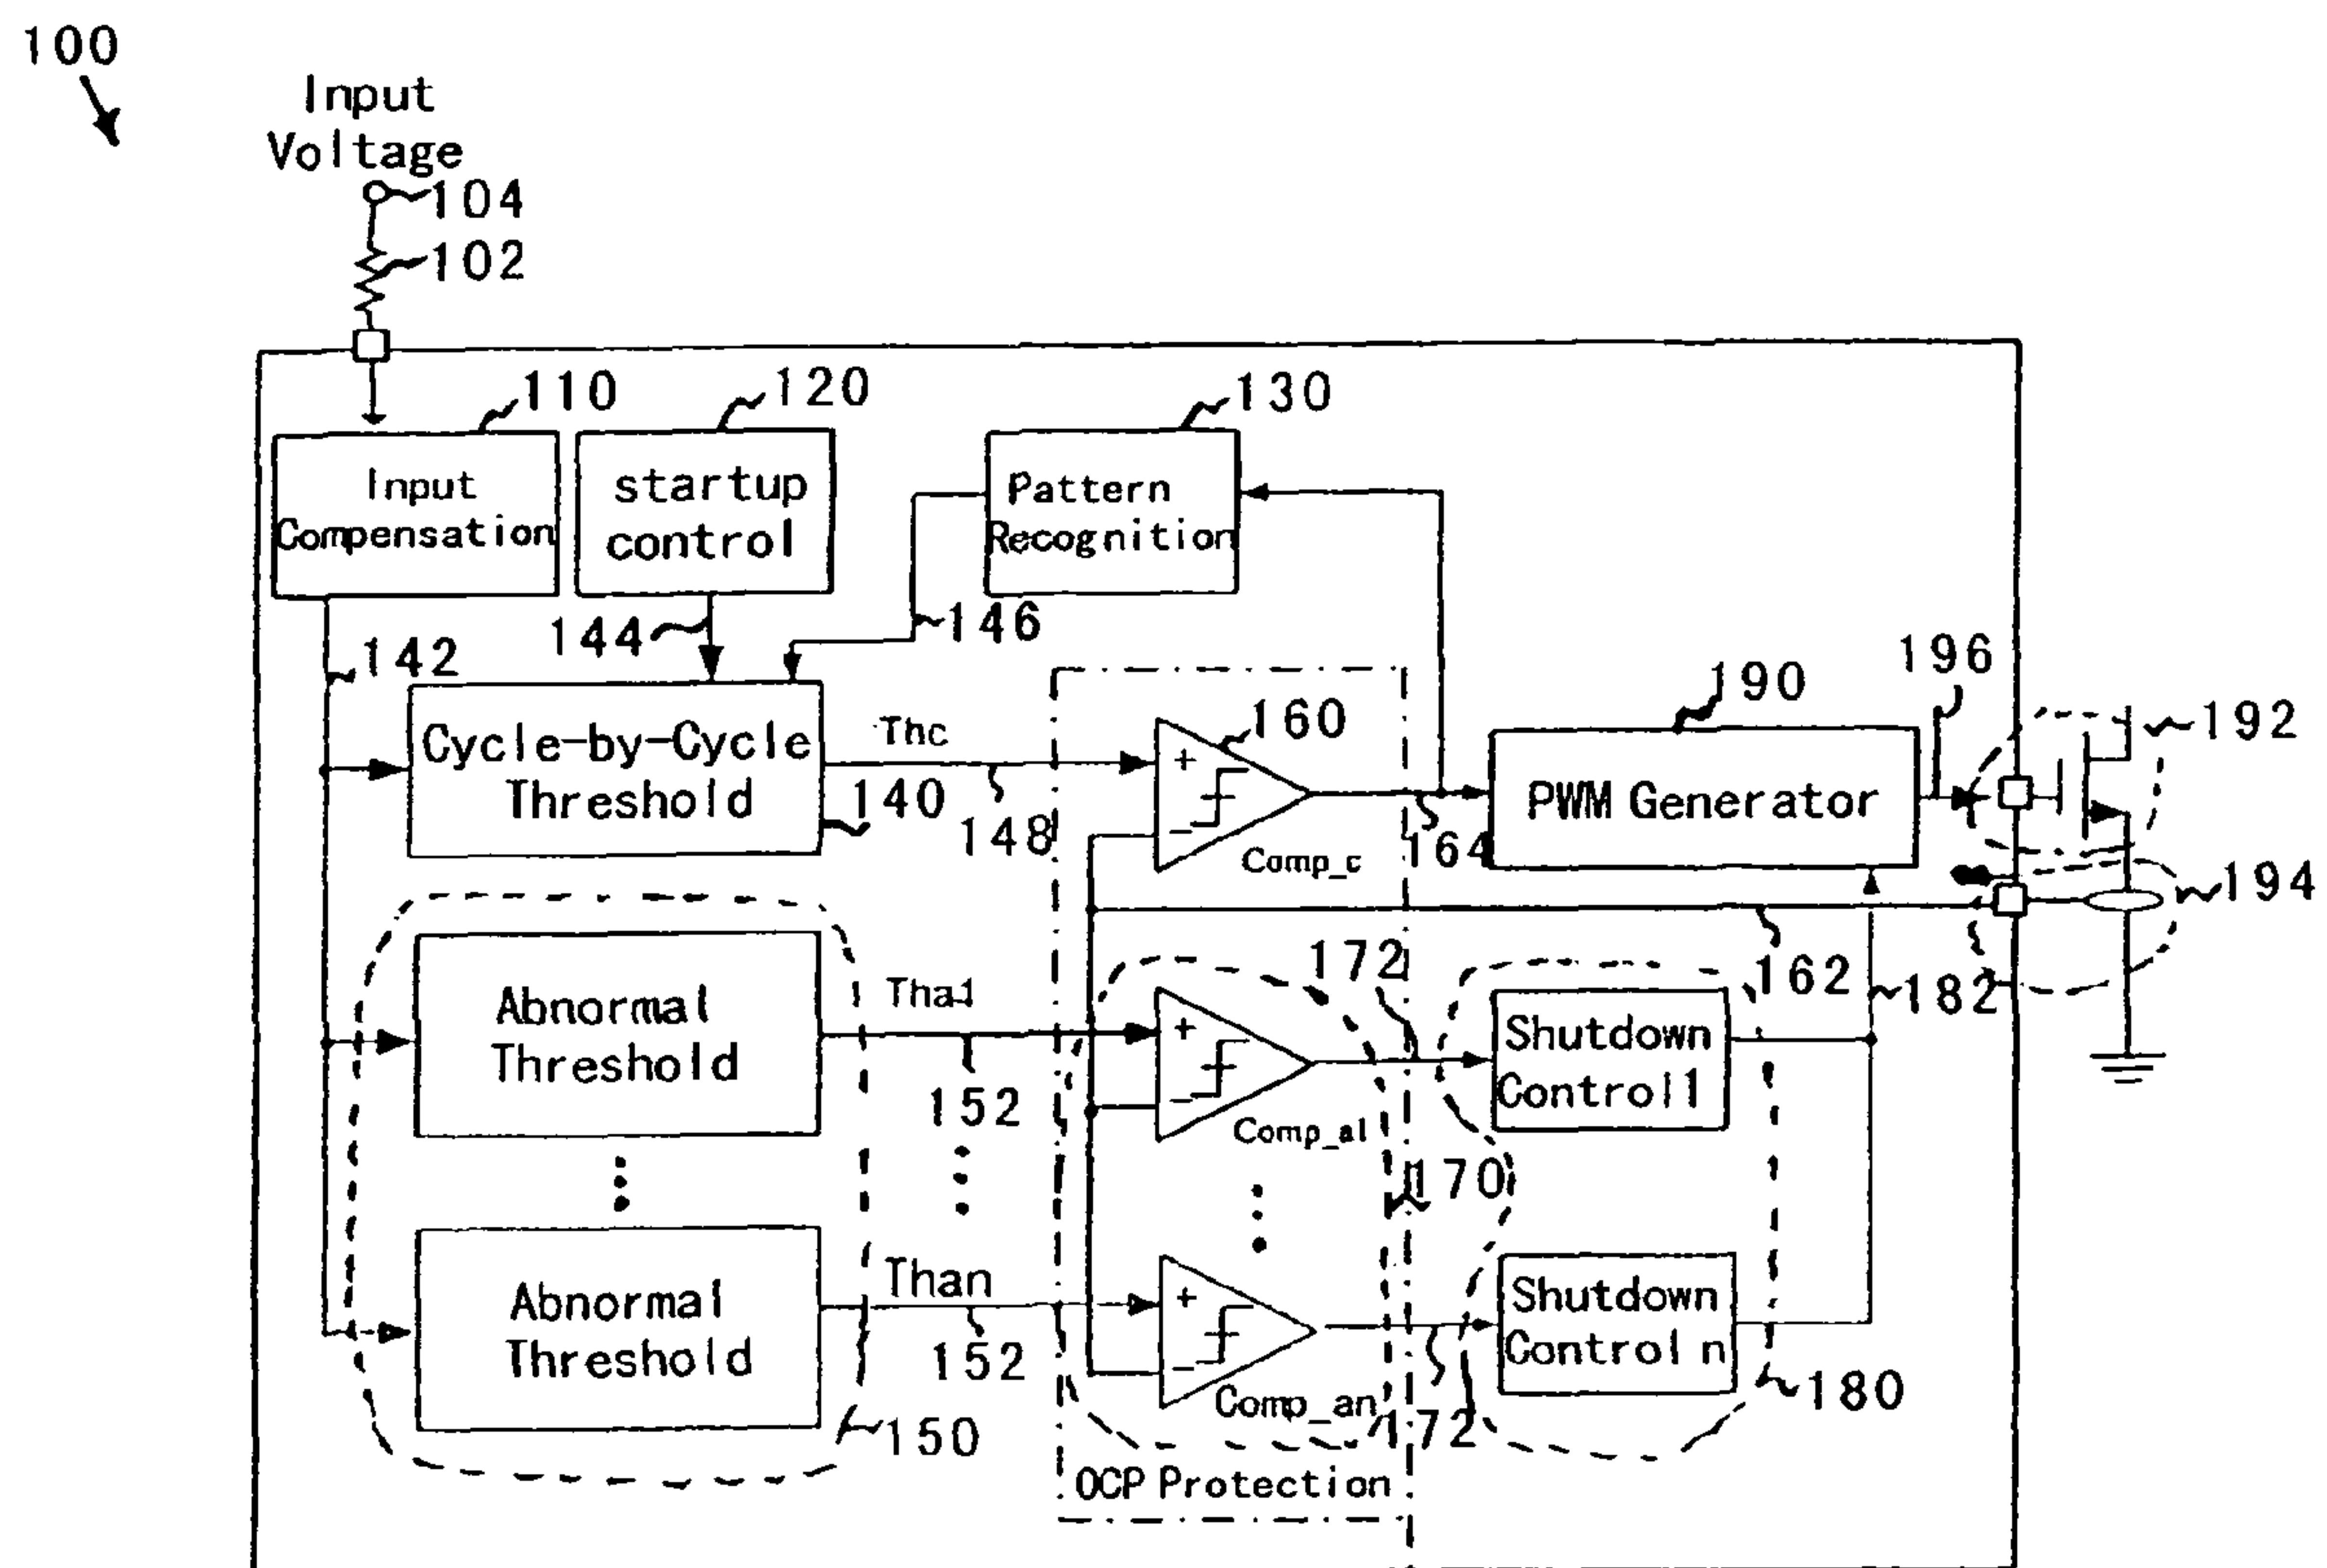 100
Input
Voltage
104
102
110
120
130
Input
Compensation
startup
control
Pattern
Recognition
144
146
142
196
190
192
160
Cycle-by-Cycle
Threshold
Thc
140
148
+
−
Comp_c
164
PWM Generator
194
172
162
182
Abnormal
Threshold
Tha1
152
+
−
Comp_a1
Shutdown
Control1
170
Abnormal
Threshold
Than
152
+
−
Comp_an
172
Shutdown
Control n
180
150
OCP Protection